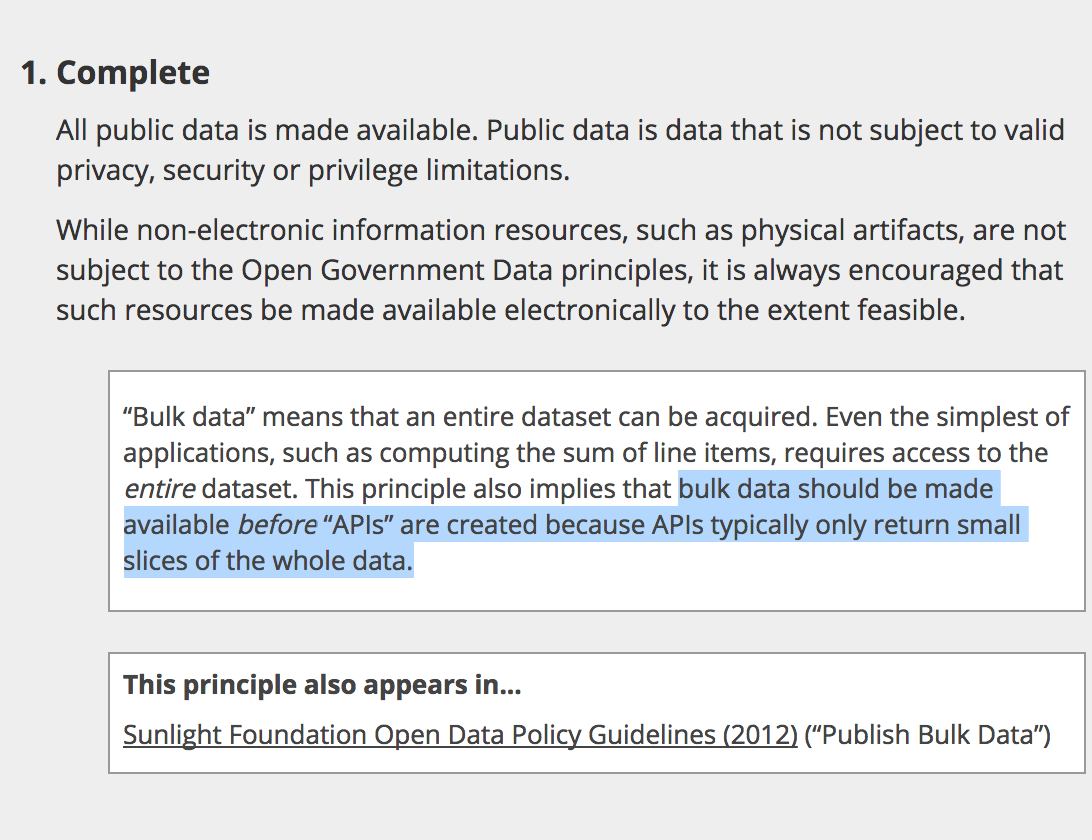 1. Complete
All public data is made available. Public data is data that is not subject to valid
privacy, security or privilege limitations.
While non-electronic information resources, such as physical artifacts, are not
subject to the Open Government Data principles, it is always encouraged that
such resources be made available electronically to the extent feasible.
“Bulk data” means that an entire dataset can be acquired. Even the simplest of
applications, such as computing the sum of line items, requires access to the
entire dataset. This principle also implies that bulk data should be made
available before “APIs” are created because APIs typically only return small
slices of the whole data.
This principle also appears in...
Sunlight Foundation Open Data Policy Guidelines (2012) (“Publish Bulk Data”)